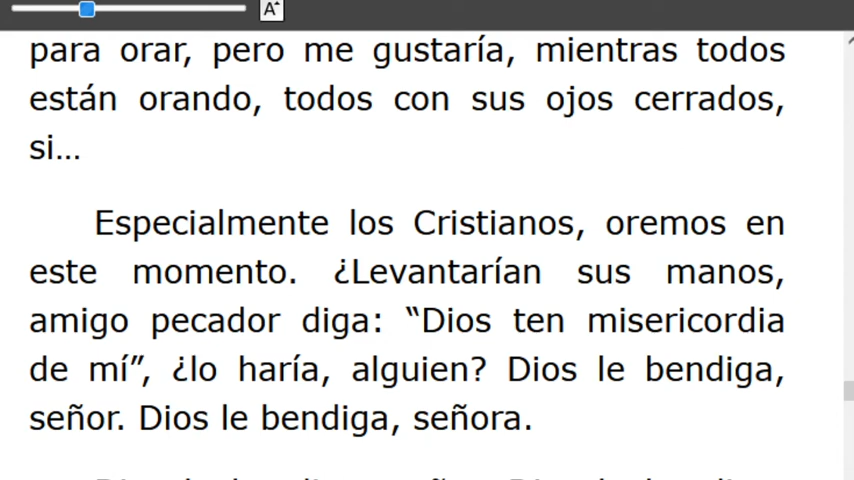 A
para orar, pero me gustaría, mientras todos
están orando, todos con sus ojos cerrados,
si...
Especialmente los Cristianos, oremos en
este momento. ¿Levantarían sus manos,
amigo pecador diga: “Dios ten misericordia
de mí”, ¿lo haría, alguien? Dios le bendiga,
señor. Dios le bendiga, señora.